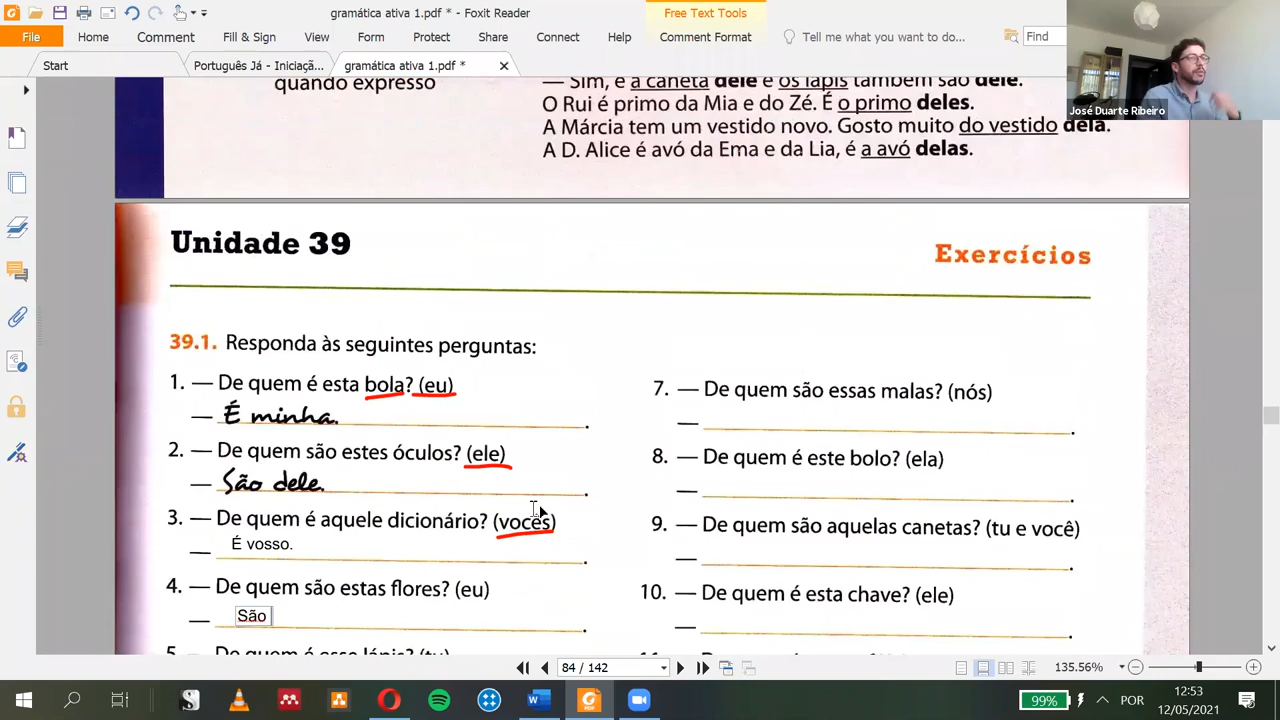 gramática ativa 1.pdf * - Foxit Reader
Free Text Tools
File
Home
Comment
Fill & Sign
View
Form
Protect
Share
Connect
Help
Comment Format
Tell me what you want to do...
Find
Start
Português Já - Iniciaçã...
gramática ativa 1.pdf *
José Duarte Ribeiro
quando expresso
— Sim, é a caneta dele e os lápis também são dele.
O Rui é primo da Mia e do Zé. É o primo deles.
A Márcia tem um vestido novo. Gosto muito do vestido dela.
A D. Alice é avó da Ema e da Lia, é a avó delas.
Unidade 39
Exercícios
39.1. Responda às seguintes perguntas:
1. — De quem é esta bola? (eu)
— É minha.
2. — De quem são estes óculos? (ele)
— São dele.
3. — De quem é aquele dicionário? (vocês)
— É vosso.
4. — De quem são estas flores? (eu)
— São
5. — De quem é esse lápis? (tu)
7. — De quem são essas malas? (nós)
—
8. — De quem é este bolo? (ela)
—
9. — De quem são aquelas canetas? (tu e você)
—
10. — De quem é esta chave? (ele)
—
84 / 142
135.56%
99%
POR
12:53
12/05/2021